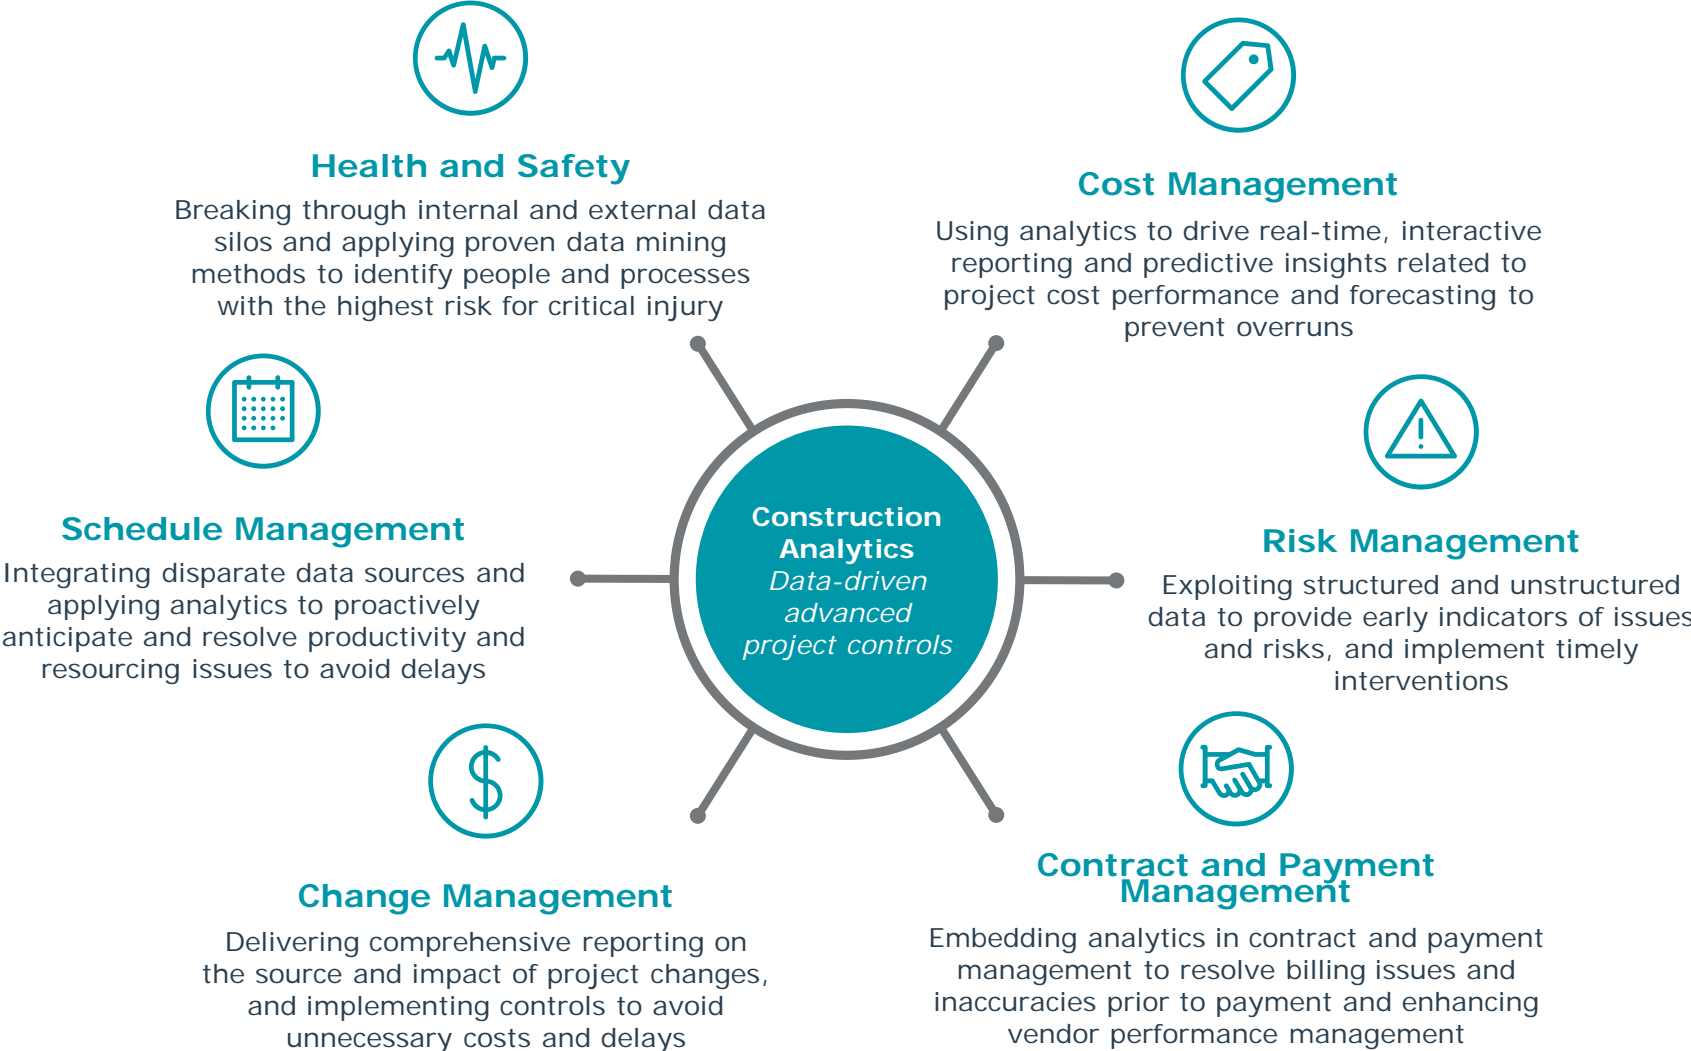 Health and Safety
Breaking through internal and external data
silos and applying proven data mining
methods to identify people and processes
with the highest risk for critical injury
Cost Management
Using analytics to drive real-time, interactive
reporting and predictive insights related to
project cost performance and forecasting to
prevent overruns
Schedule Management
Integrating disparate data sources and
applying analytics to proactively
anticipate and resolve productivity and
resourcing issues to avoid delays
Construction
Analytics
Data-driven
advanced
project controls
Risk Management
Exploiting structured and unstructured
data to provide early indicators of issues
and risks, and implement timely
interventions
Change Management
Delivering comprehensive reporting on
the source and impact of project changes,
and implementing controls to avoid
unnecessary costs and delays
Contract and Payment
Management
Embedding analytics in contract and payment
management to resolve billing issues and
inaccuracies prior to payment and enhancing
vendor performance management